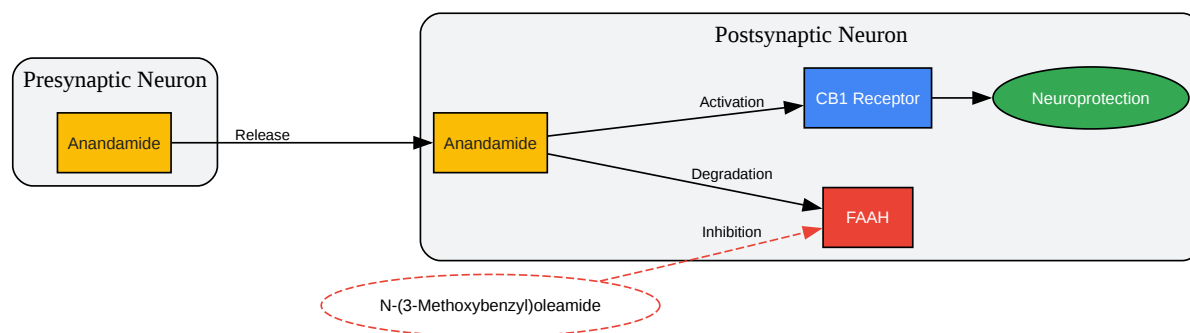 Postsynaptic Neuron
Presynaptic Neuron
CB1 Receptor
Neuroprotection
Activation
Anandamide
Release
Anandamide
Degradation
FAAH
Inhibition
N-(3-Methoxybenzyl)oleamide